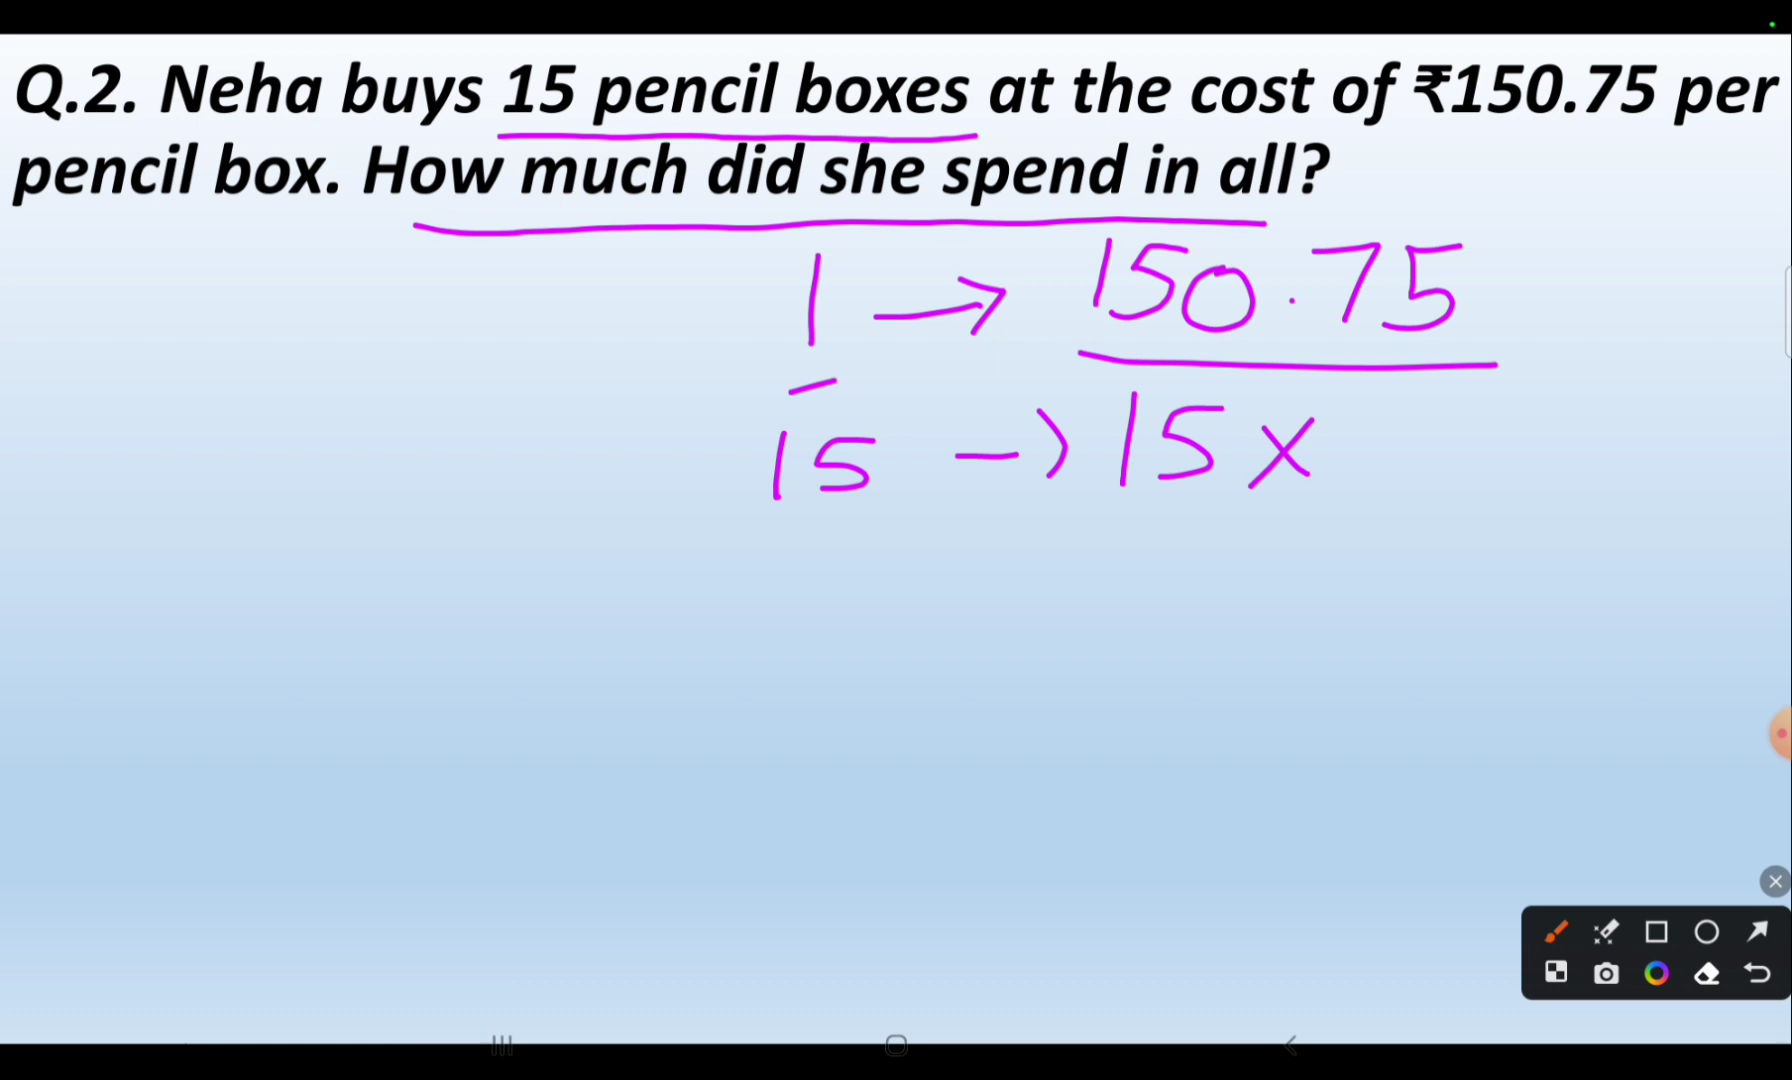 Q.2. Neha buys 15 pencil boxes at the cost of ₹150.75 per
pencil box. How much did she spend in all?
1 → 150.75
15 → 15 x